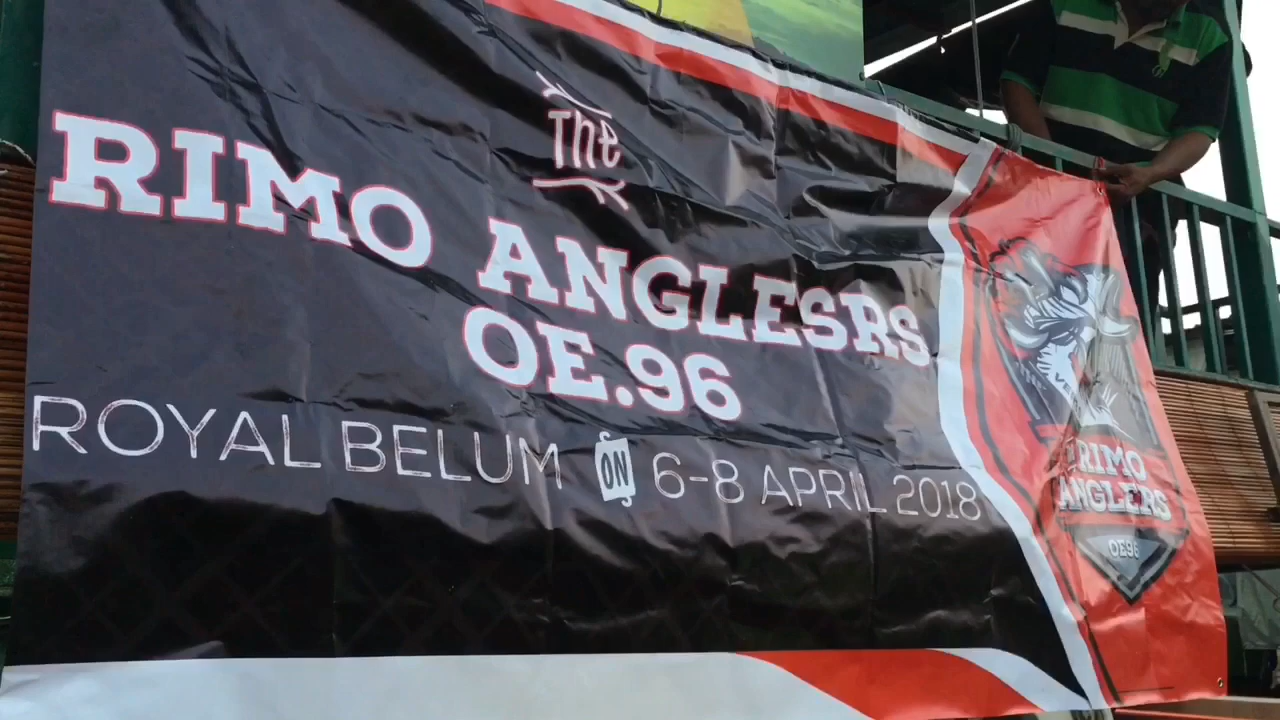 The
RIMO ANGLESRS
OE.96
ROYAL BELUM ON 6-8 APRIL 2018
RIMO
ANGLERS
OE96